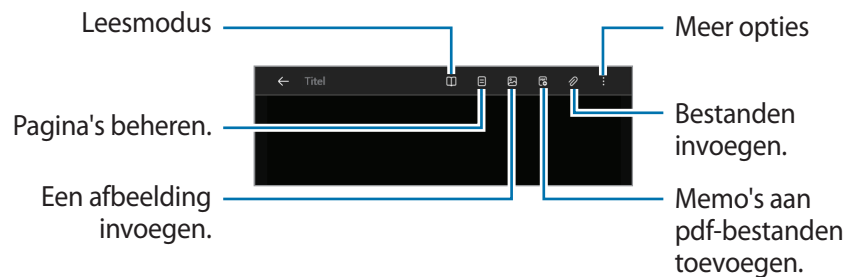 Leesmodus
Meer opties
Titel
Pagina's beheren.
Bestanden
invoegen.
Een afbeelding
invoegen.
Memo's aan
pdf-bestanden
toevoegen.